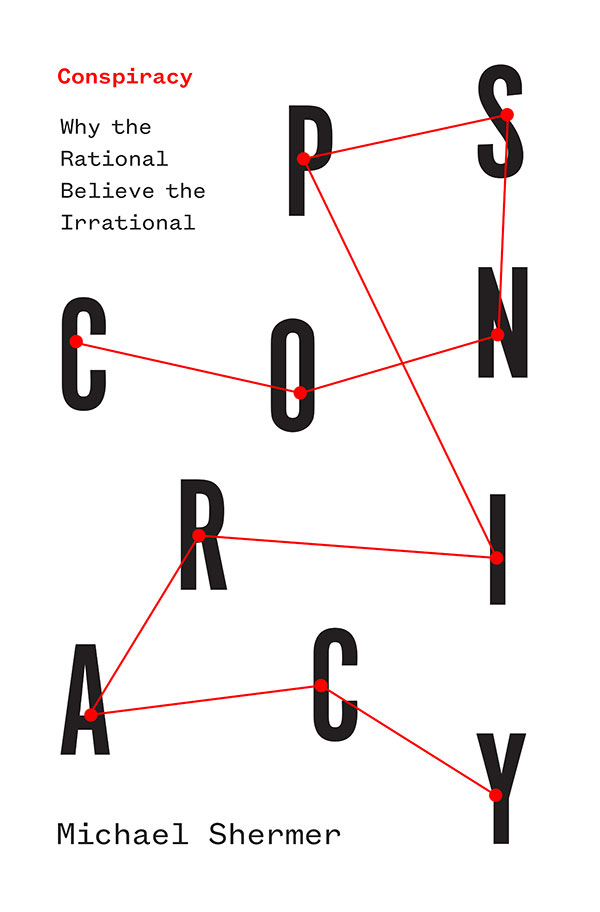 Conspiracy
Why the
Rational
Believe the
Irrational
C
O
N
S
P
I
R
A
C
Y
Michael Shermer